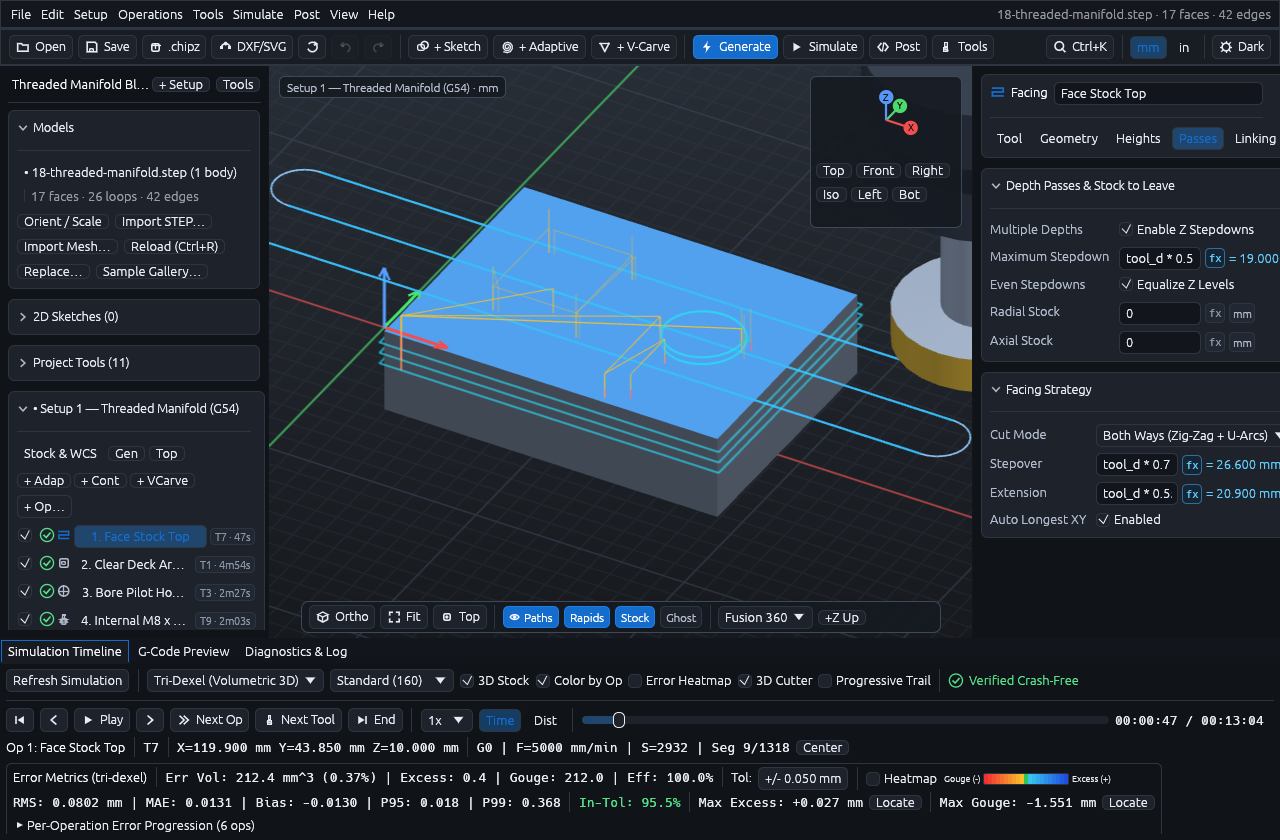 File Edit Setup Operations Tools Simulate Post View Help
18-threaded-manifold.step · 17 faces · 42 edges
Open Save .chipz DXF/SVG + Sketch + Adaptive + V-Carve Generate Simulate Post Tools Ctrl+K mm in Dark
Threaded Manifold Bl... + Setup Tools
Models
• 18-threaded-manifold.step (1 body)
17 faces · 26 loops · 42 edges
Orient / Scale Import STEP...
Import Mesh... Reload (Ctrl+R)
Replace... Sample Gallery...
2D Sketches (0)
Project Tools (11)
• Setup 1 — Threaded Manifold (G54)
Stock & WCS Gen Top
+ Adap + Cont + VCarve
+ Op...
1. Face Stock Top T7 · 47s
2. Clear Deck Ar... T1 · 4m54s
3. Bore Pilot Ho... T3 · 2m27s
4. Internal M8 x ... T9 · 2m03s
Setup 1 — Threaded Manifold (G54) · mm
Z
Y
X
Top Front Right
Iso Left Bot
Ortho Fit Top Paths Rapids Stock Ghost Fusion 360 +Z Up
Facing Face Stock Top
Tool Geometry Heights Passes Linking
Depth Passes & Stock to Leave
Multiple Depths Enable Z Stepdowns
Maximum Stepdown tool_d * 0.5 fx = 19.000
Even Stepdowns Equalize Z Levels
Radial Stock 0 fx mm
Axial Stock 0 fx mm
Facing Strategy
Cut Mode Both Ways (Zig-Zag + U-Arcs)
Stepover tool_d * 0.7 fx = 26.600 mm
Extension tool_d * 0.5. fx = 20.900 mm
Auto Longest XY Enabled
Simulation Timeline G-Code Preview Diagnostics & Log
Refresh Simulation Tri-Dexel (Volumetric 3D) Standard (160) 3D Stock Color by Op Error Heatmap 3D Cutter Progressive Trail Verified Crash-Free
Play Next Op Next Tool End 1x Time Dist 00:00:47 / 00:13:04
Op 1: Face Stock Top T7 X=119.900 mm Y=43.850 mm Z=10.000 mm G0 | F=5000 mm/min | S=2932 | Seg 9/1318 Center
Error Metrics (tri-dexel) Err Vol: 212.4 mm^3 (0.37%) | Excess: 0.4 | Gouge: 212.0 | Eff: 100.0% Tol: +/- 0.050 mm Heatmap Gouge (-) Excess (+)
RMS: 0.0802 mm | MAE: 0.0131 | Bias: -0.0130 | P95: 0.018 | P99: 0.368 In-Tol: 95.5% Max Excess: +0.027 mm Locate Max Gouge: -1.551 mm Locate
Per-Operation Error Progression (6 ops)